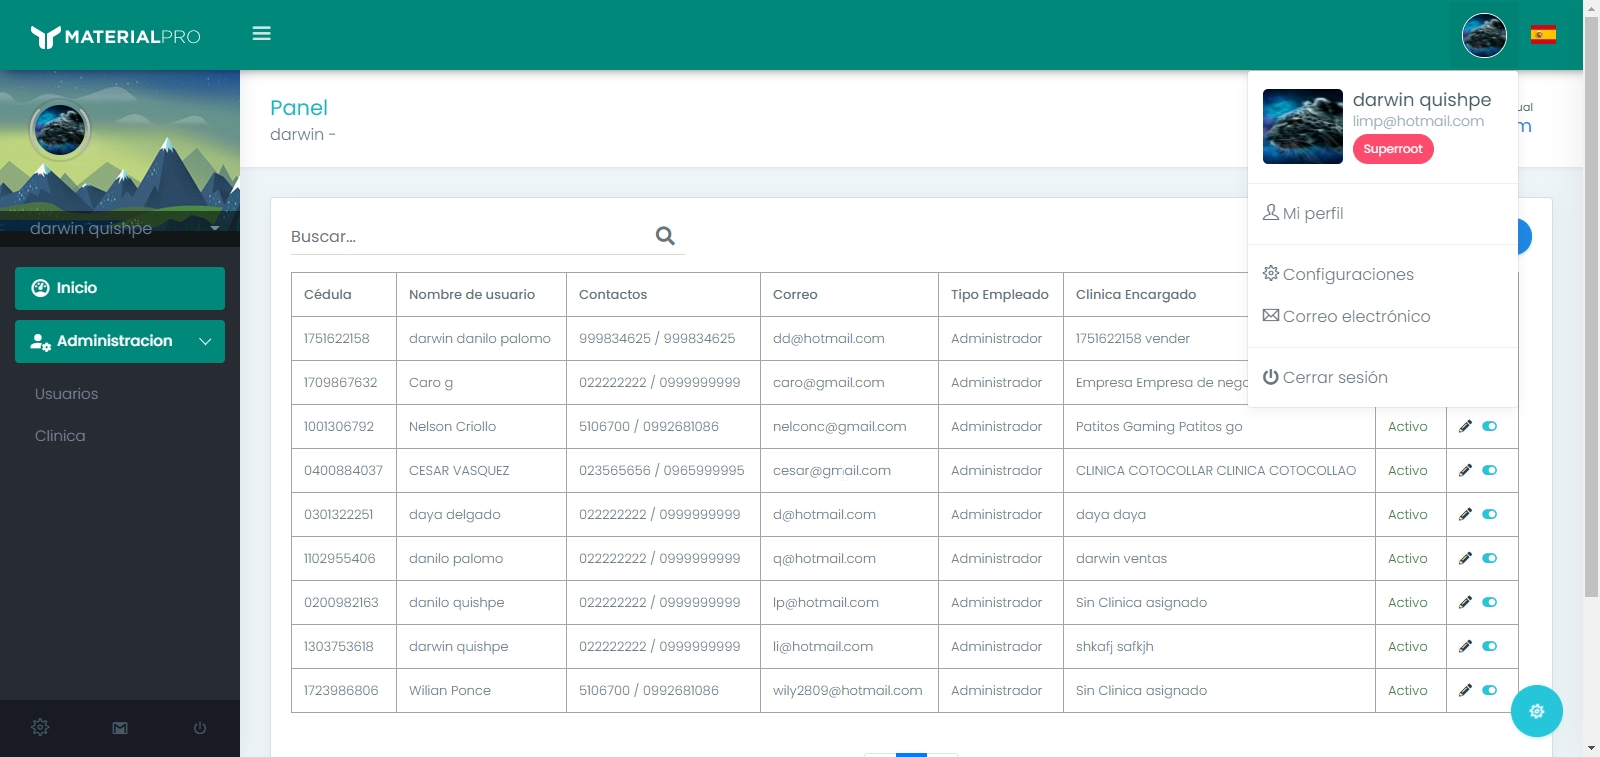 MATERIALPRO
darwin quishpe
Inicio
Administracion
Usuarios
Clinica
Panel
darwin -
ual
m
darwin quishpe
limp@hotmail.com
Superroot
Mi perfil
Configuraciones
Correo electrónico
Cerrar sesión
Buscar...
Cédula Nombre de usuario Contactos Correo Tipo Empleado Clinica Encargado
1751622158 darwin danilo palomo 999834625 / 999834625 dd@hotmail.com Administrador 1751622158 vender
1709867632 Caro g 022222222 / 0999999999 caro@gmail.com Administrador Empresa Empresa de nego
1001306792 Nelson Criollo 5106700 / 0992681086 nelconc@gmail.com Administrador Patitos Gaming Patitos go Activo
0400884037 CESAR VASQUEZ 023565656 / 0965999995 cesar@gmail.com Administrador CLINICA COTOCOLLAR CLINICA COTOCOLLAO Activo
0301322251 daya delgado 022222222 / 0999999999 d@hotmail.com Administrador daya daya Activo
1102955406 danilo palomo 022222222 / 0999999999 q@hotmail.com Administrador darwin ventas Activo
0200982163 danilo quishpe 022222222 / 0999999999 lp@hotmail.com Administrador Sin Clinica asignado Activo
1303753618 darwin quishpe 022222222 / 0999999999 li@hotmail.com Administrador shkafj safkjh Activo
1723986806 Wilian Ponce 5106700 / 0992681086 wily2809@hotmail.com Administrador Sin Clinica asignado Activo